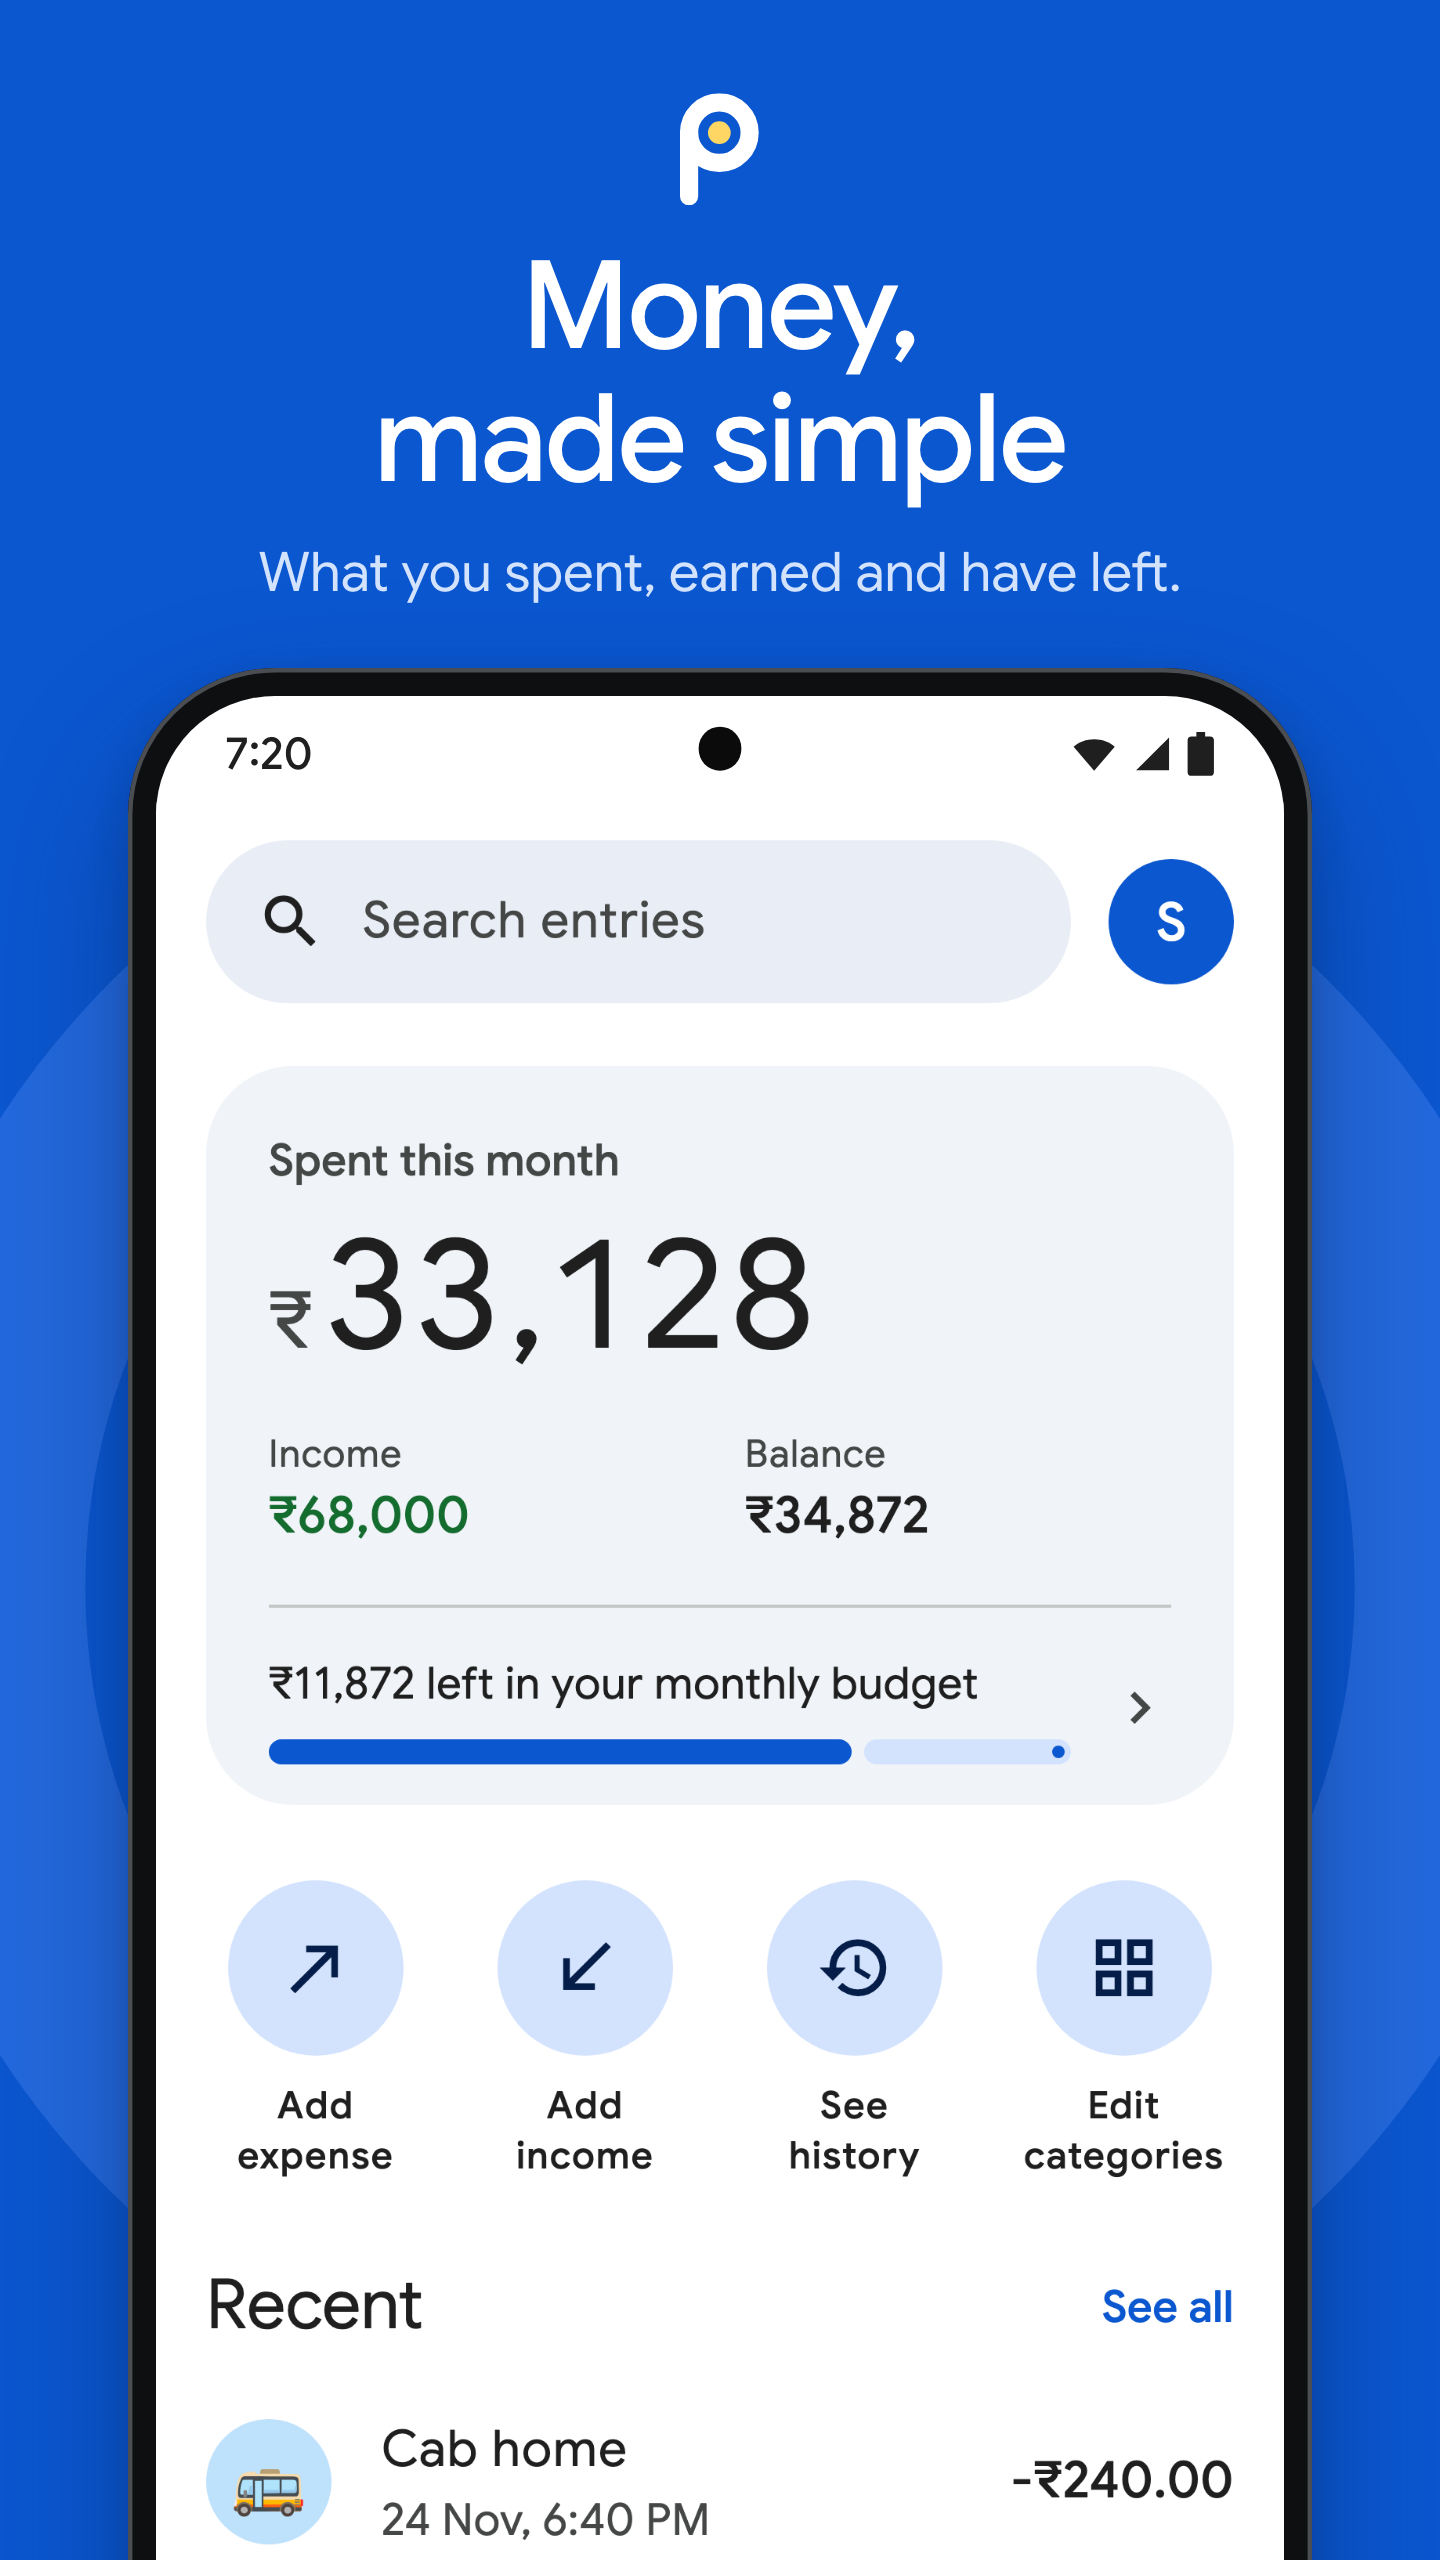 Money,
made simple
What you spent, earned and have left.
7:20
Search entries
S
Spent this month
₹33,128
Income
Balance
₹68,000
₹34,872
₹11,872 left in your monthly budget
Add
expense
Add
income
See
history
Edit
categories
Recent
See all
Cab home
-₹240.00
24 Nov, 6:40 PM